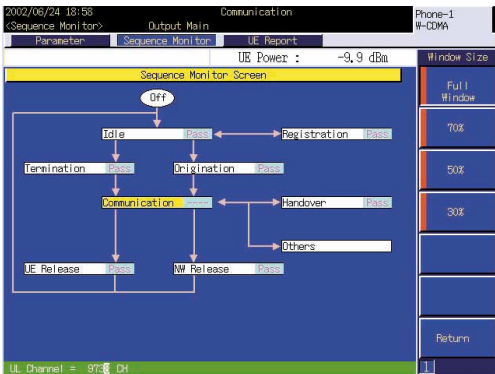 2002/06/24 18:58 Communication Phone-1
<Sequence Monitor> Output Main W-CDMA
Parameter Sequence Monitor UE Report
UE Power : -9.9 dBm Window Size
Sequence Monitor Screen
Off
Full
Window
Idle Pass Registration Pass
70%
Termination Pass Origination Pass
50%
Communication ---- Handover Pass
30%
Others
UE Release Pass NW Release Pass
Return
UL Channel = 9738 CH
1